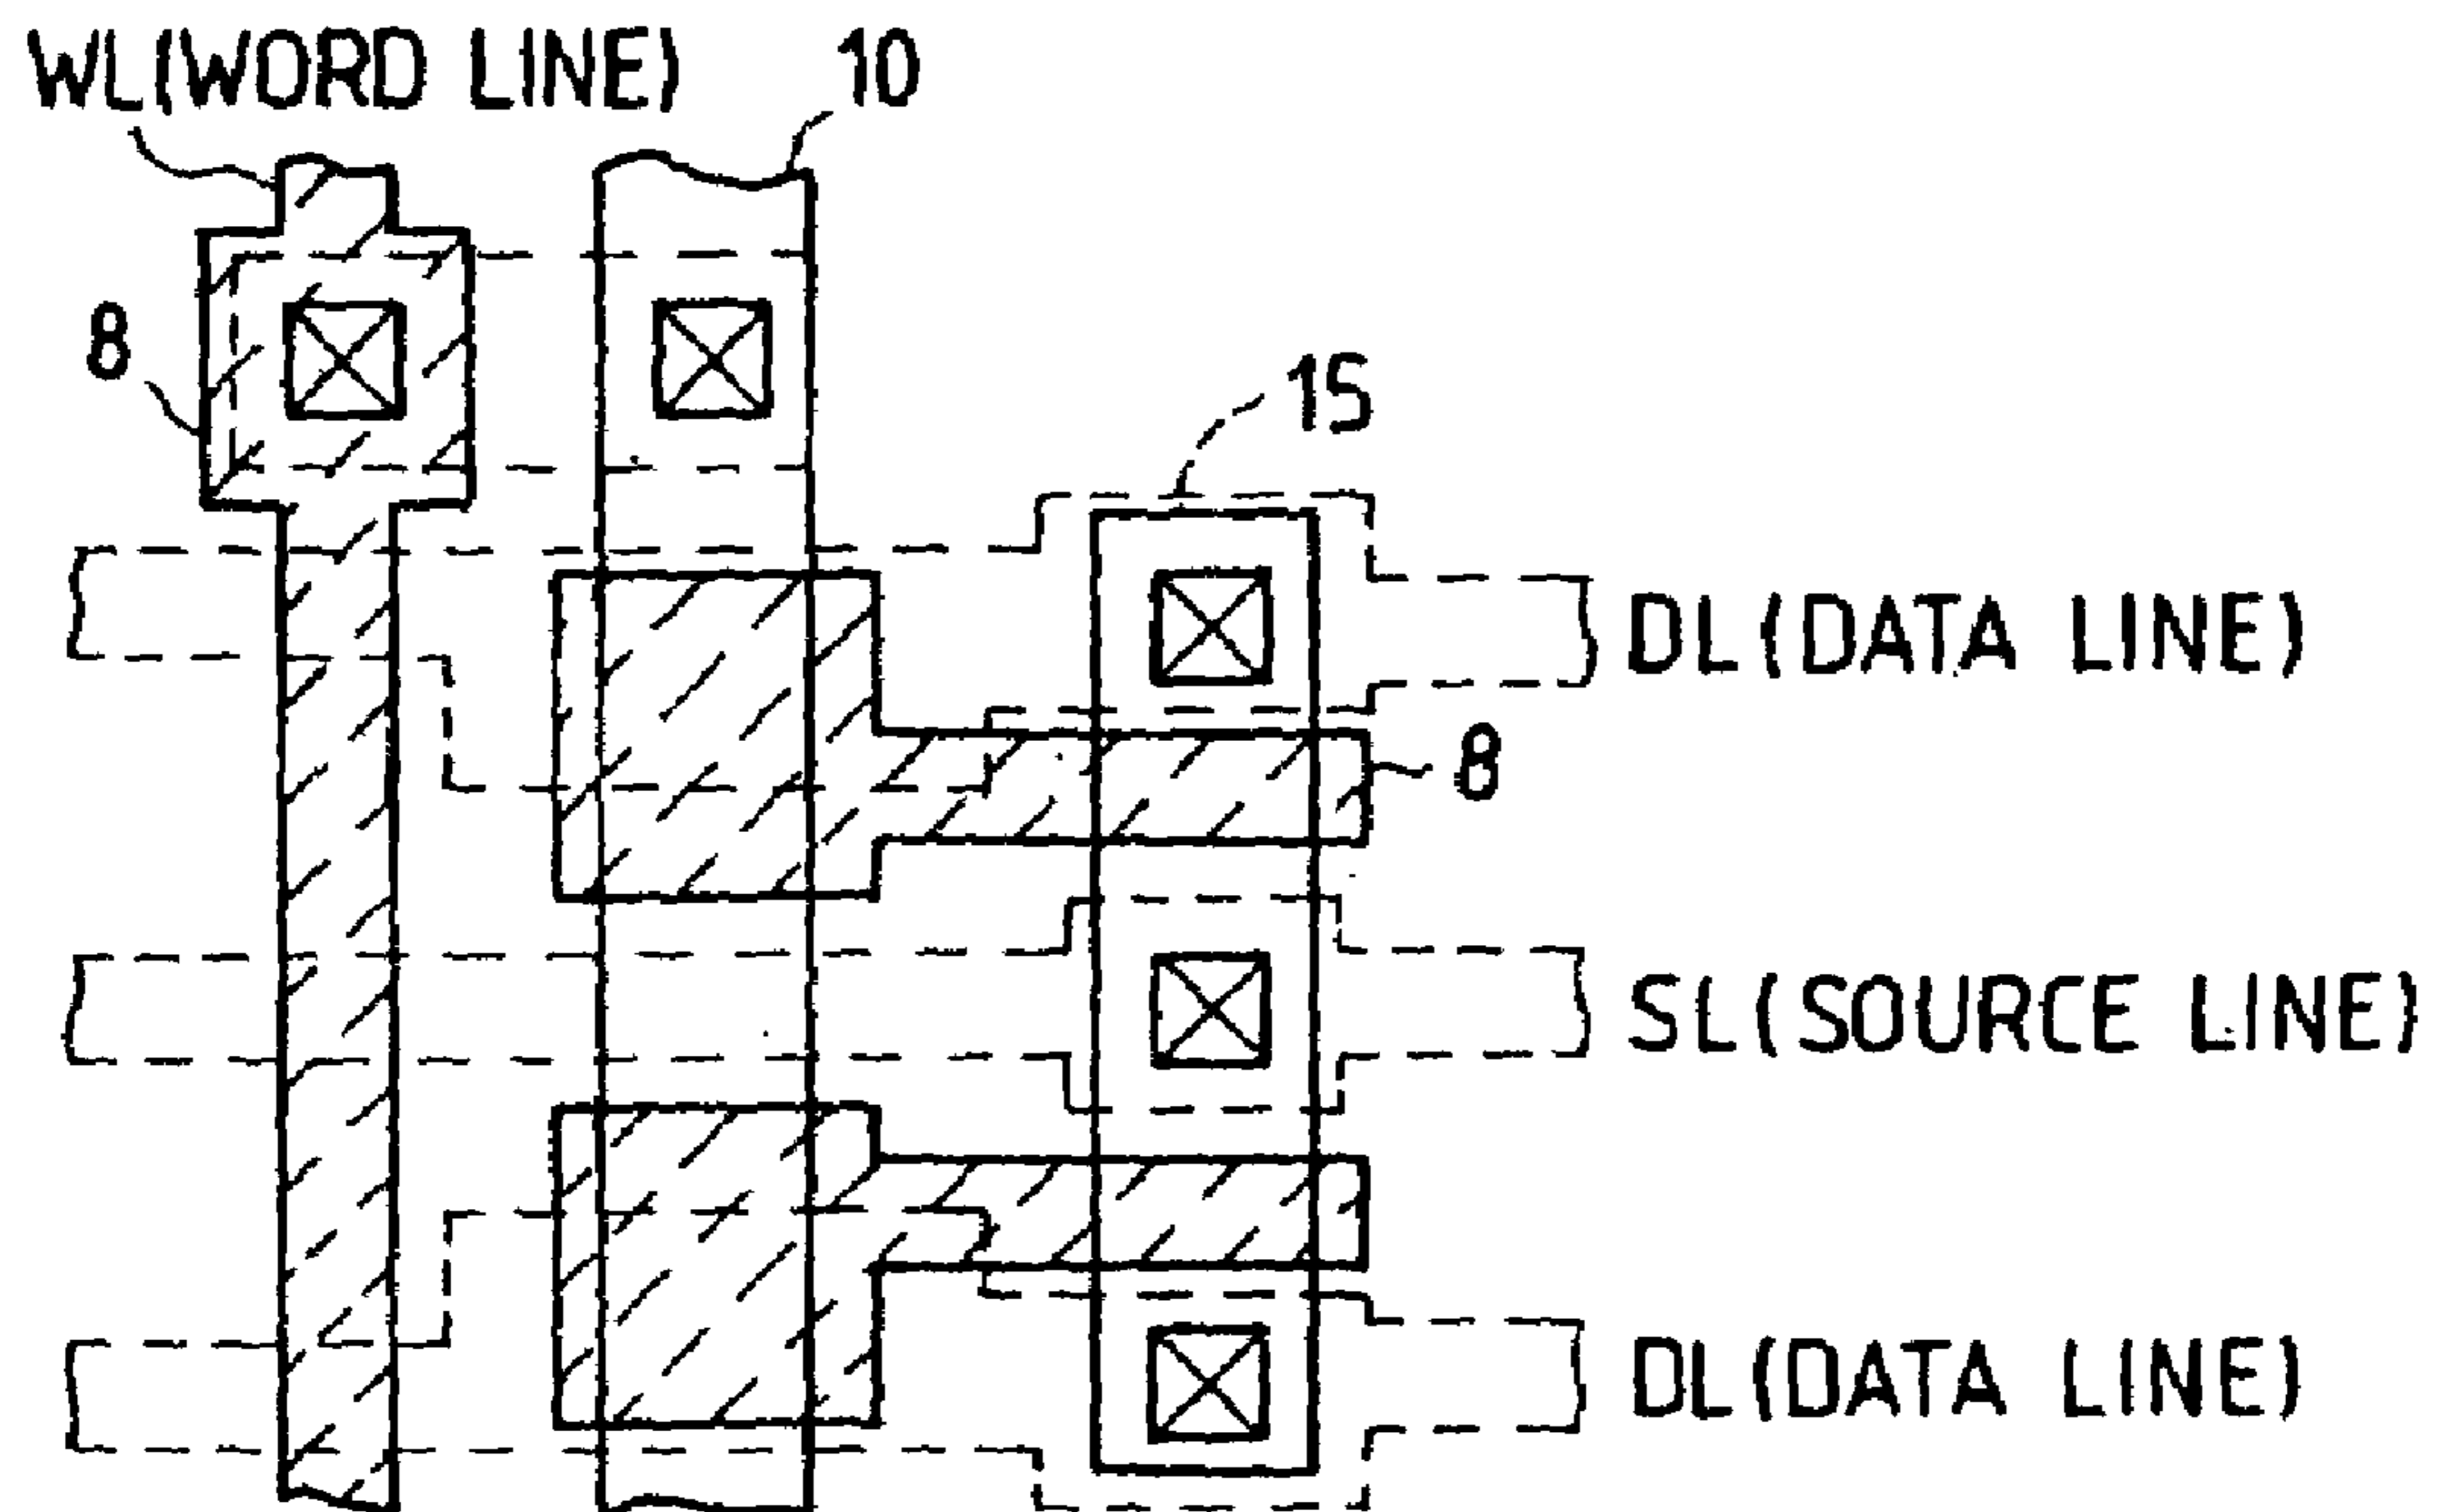 WL(WORD LINE)
10
8
15
DL(DATA LINE)
8
SL(SOURCE LINE)
DL(DATA LINE)